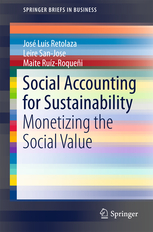 SPRINGER BRIEFS IN BUSINESS
José Luis Retolaza
Leire San-Jose
Maite Ruíz-Roqueñi
Social Accounting
for Sustainability
Monetizing the
Social Value
Springer